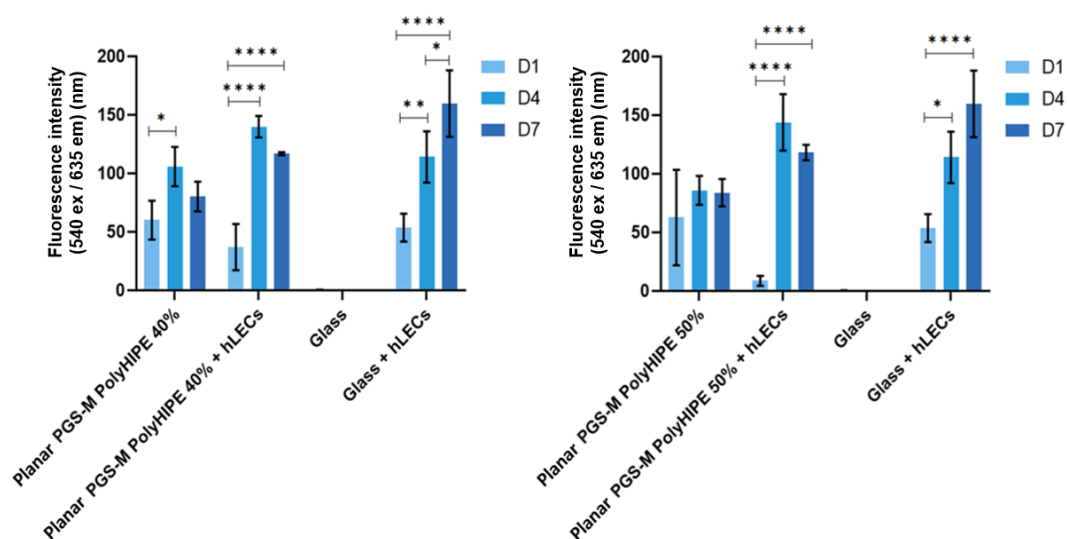 * * * *
*
* * * *
* * * *
* *
*
200
150
100
50
0
Fluorescence intensity
(540 ex / 635 em) (nm)
D1
D4
D7
Planar PGS-M PolyHIPE 40%
Planar PGS-M PolyHIPE 40% + hLECs
Glass
Glass + hLECs
* * * *
* * * *
* * * *
*
200
150
100
50
0
Fluorescence intensity
(540 ex / 635 em) (nm)
D1
D4
D7
Planar PGS-M PolyHIPE 50%
Planar PGS-M PolyHIPE 50% + hLECs
Glass
Glass + hLECs